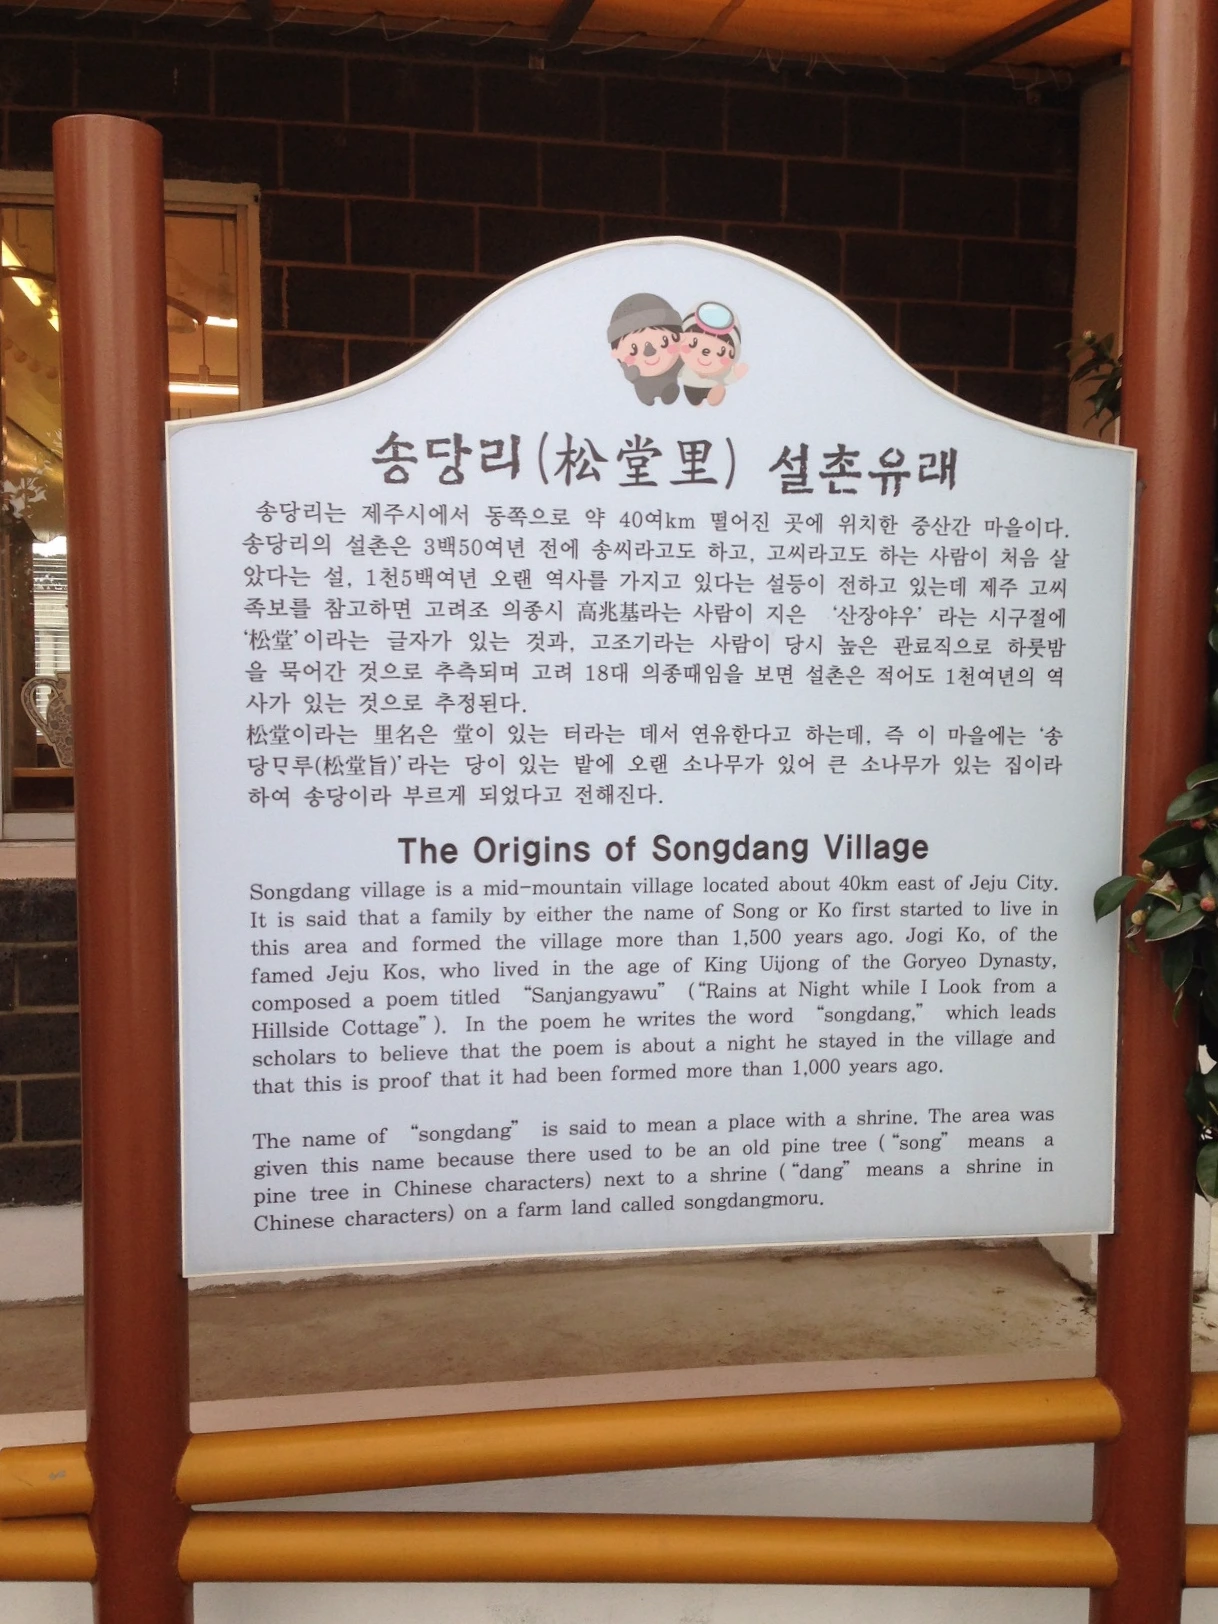 송당리(松堂里) 설촌유래
송당리는 제주시에서 동쪽으로 약 40여km 떨어진 곳에 위치한 중산간 마을이다.
송당리의 설촌은 3백50여년 전에 송씨라고도 하고, 고씨라고도 하는 사람이 처음 살
았다는 설, 1천5백여년 오랜 역사를 가지고 있다는 설등이 전하고 있는데 제주 고씨
족보를 참고하면 고려조 의종시 高兆基라는 사람이 지은 ‘산장야우’ 라는 시구절에
‘松堂’이라는 글자가 있는 것과, 고조기라는 사람이 당시 높은 관료직으로 하룻밤
을 묵어간 것으로 추측되며 고려 18대 의종때임을 보면 설촌은 적어도 1천여년의 역
사가 있는 것으로 추정된다.
松堂이라는 里名은 堂이 있는 터라는 데서 연유한다고 하는데, 즉 이 마을에는 ‘송
당ᄆᆞ루(松堂旨)’라는 당이 있는 밭에 오랜 소나무가 있어 큰 소나무가 있는 집이라
하여 송당이라 부르게 되었다고 전해진다.
The Origins of Songdang Village
Songdang village is a mid-mountain village located about 40km east of Jeju City.
It is said that a family by either the name of Song or Ko first started to live in
this area and formed the village more than 1,500 years ago. Jogi Ko, of the
famed Jeju Kos, who lived in the age of King Uijong of the Goryeo Dynasty,
composed a poem titled “Sanjangyawu” (“Rains at Night while I Look from a
Hillside Cottage”). In the poem he writes the word “songdang,” which leads
scholars to believe that the poem is about a night he stayed in the village and
that this is proof that it had been formed more than 1,000 years ago.
The name of “songdang” is said to mean a place with a shrine. The area was
given this name because there used to be an old pine tree (“song” means a
pine tree in Chinese characters) next to a shrine (“dang” means a shrine in
Chinese characters) on a farm land called songdangmoru.